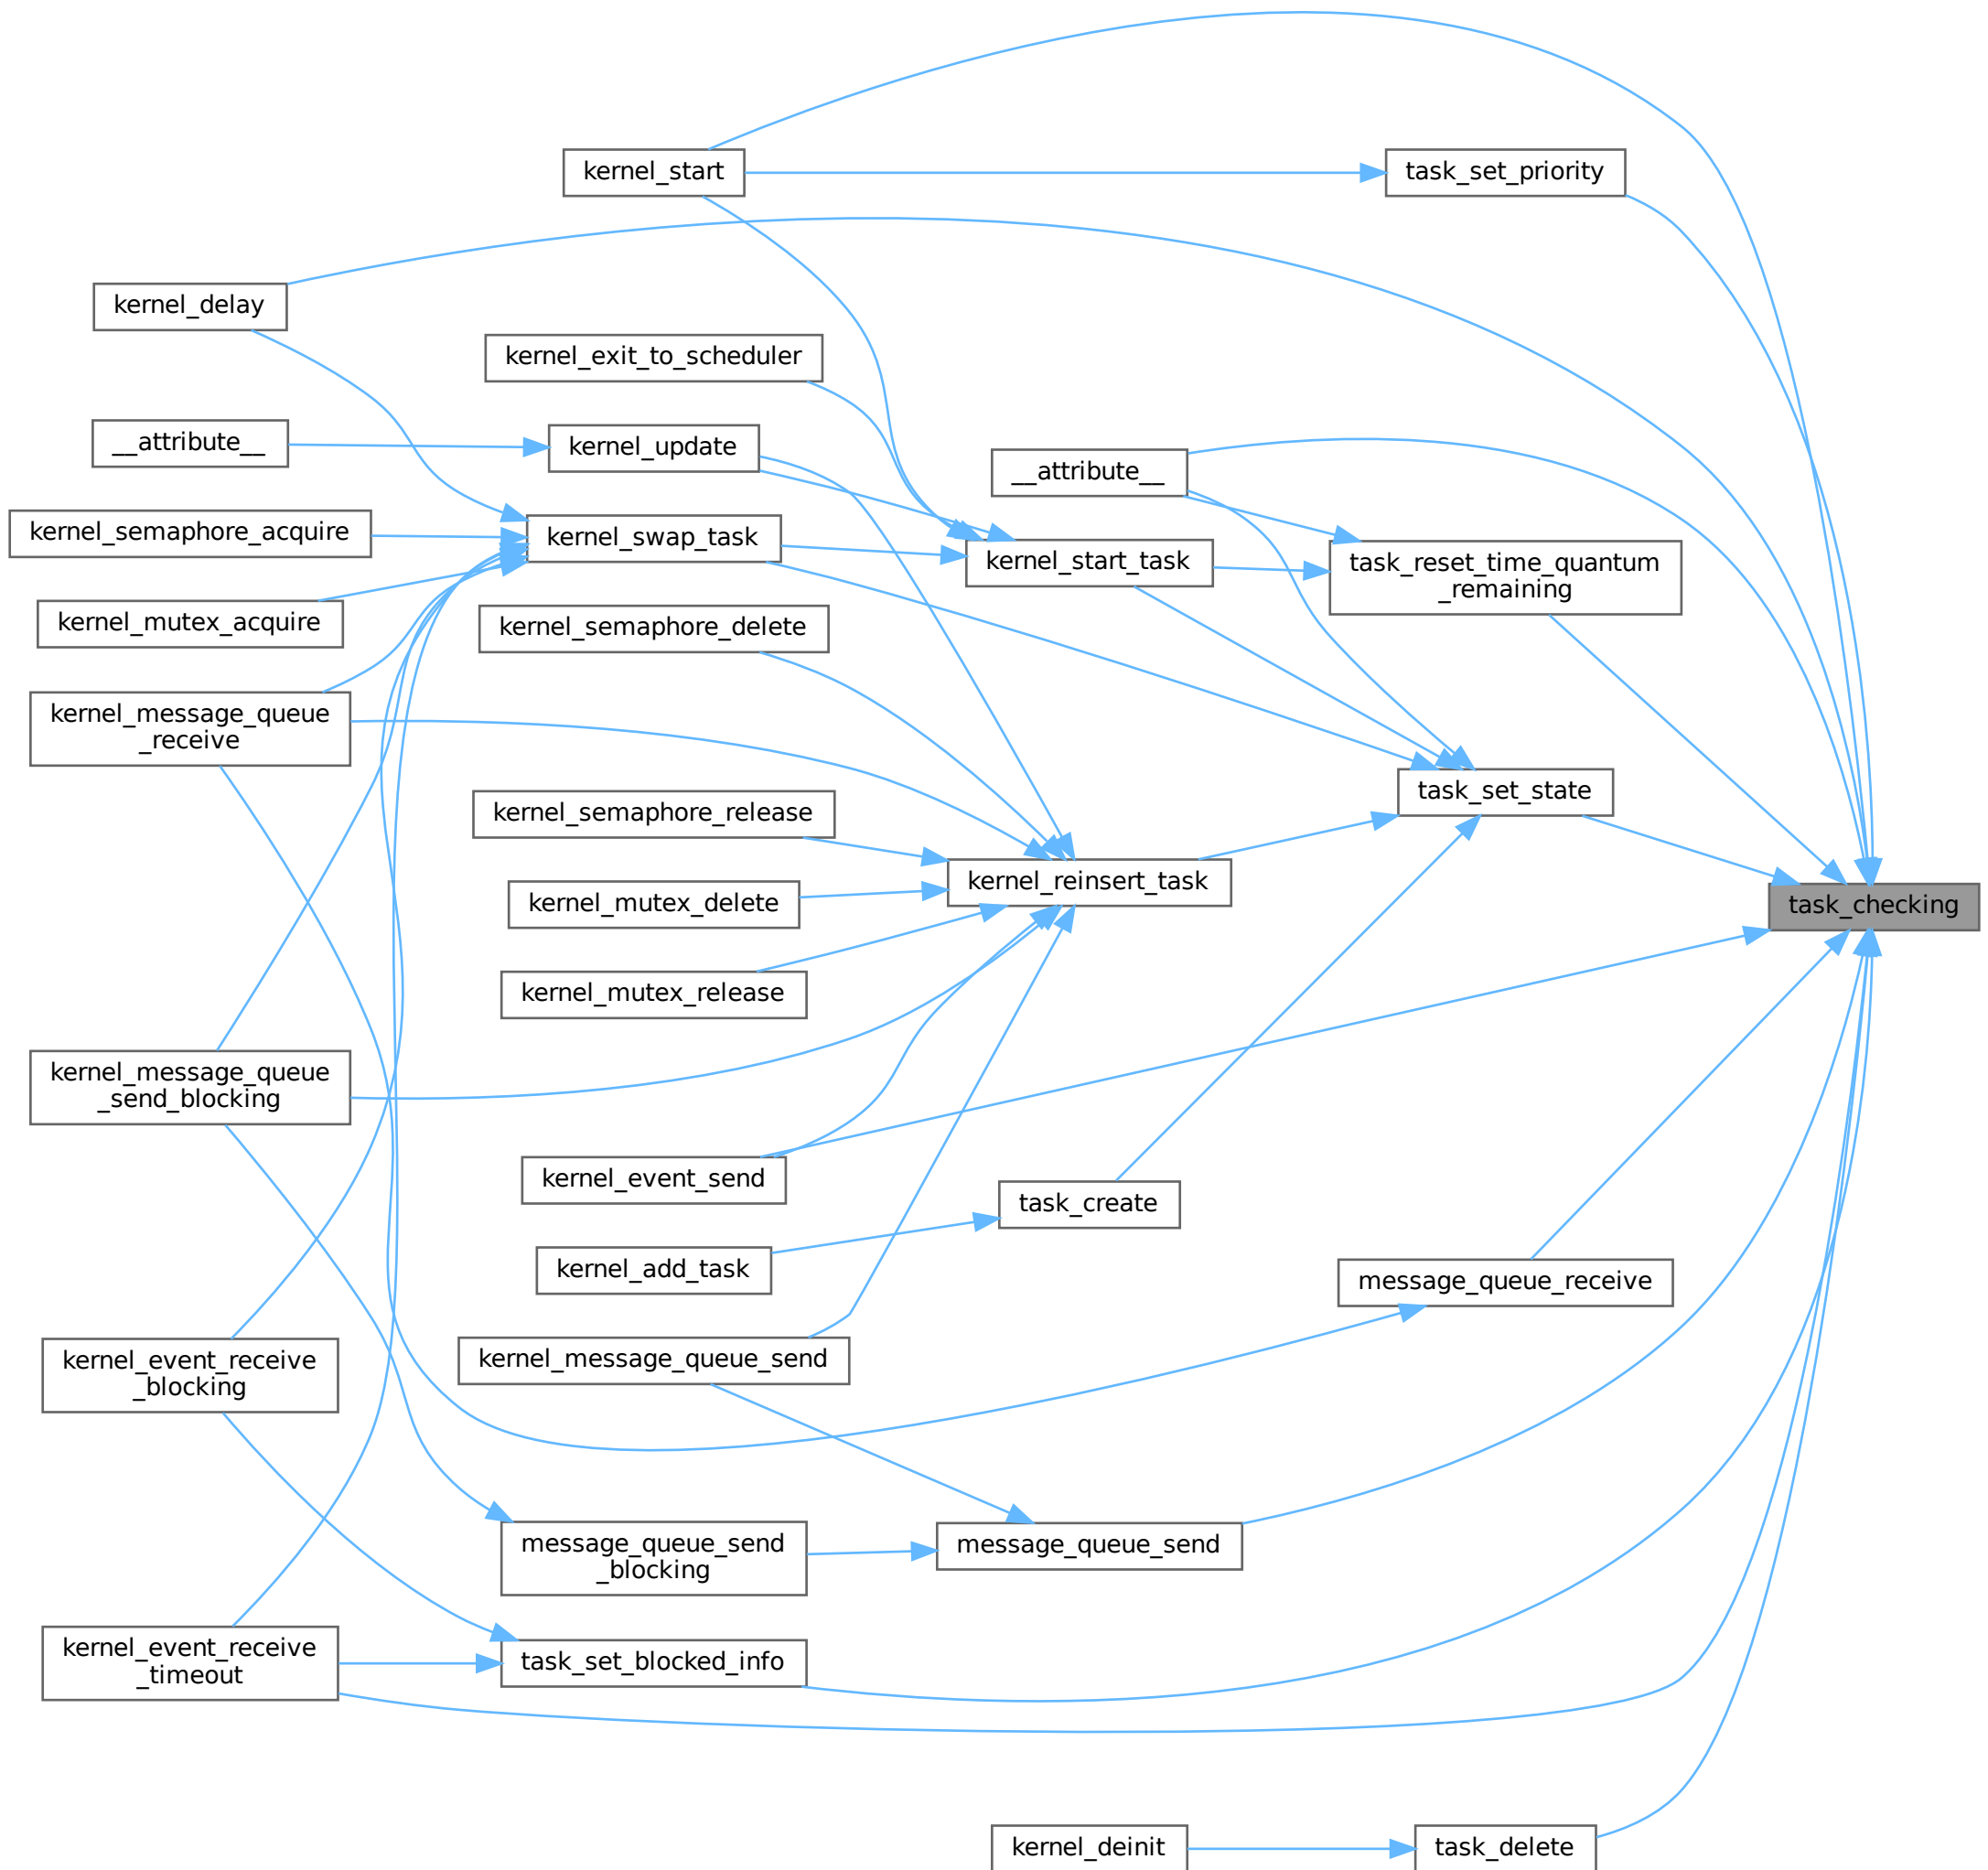 kernel_start
task_set_priority
kernel_delay
kernel_exit_to_scheduler
__attribute__
kernel_update
__attribute__
kernel_semaphore_acquire
kernel_swap_task
kernel_start_task
task_reset_time_quantum
_remaining
kernel_mutex_acquire
kernel_semaphore_delete
kernel_message_queue
_receive
kernel_semaphore_release
task_set_state
kernel_mutex_delete
kernel_reinsert_task
task_checking
kernel_mutex_release
kernel_message_queue
_send_blocking
kernel_event_send
task_create
kernel_add_task
message_queue_receive
kernel_event_receive
_blocking
kernel_message_queue_send
message_queue_send
_blocking
message_queue_send
kernel_event_receive
_timeout
task_set_blocked_info
kernel_deinit
task_delete